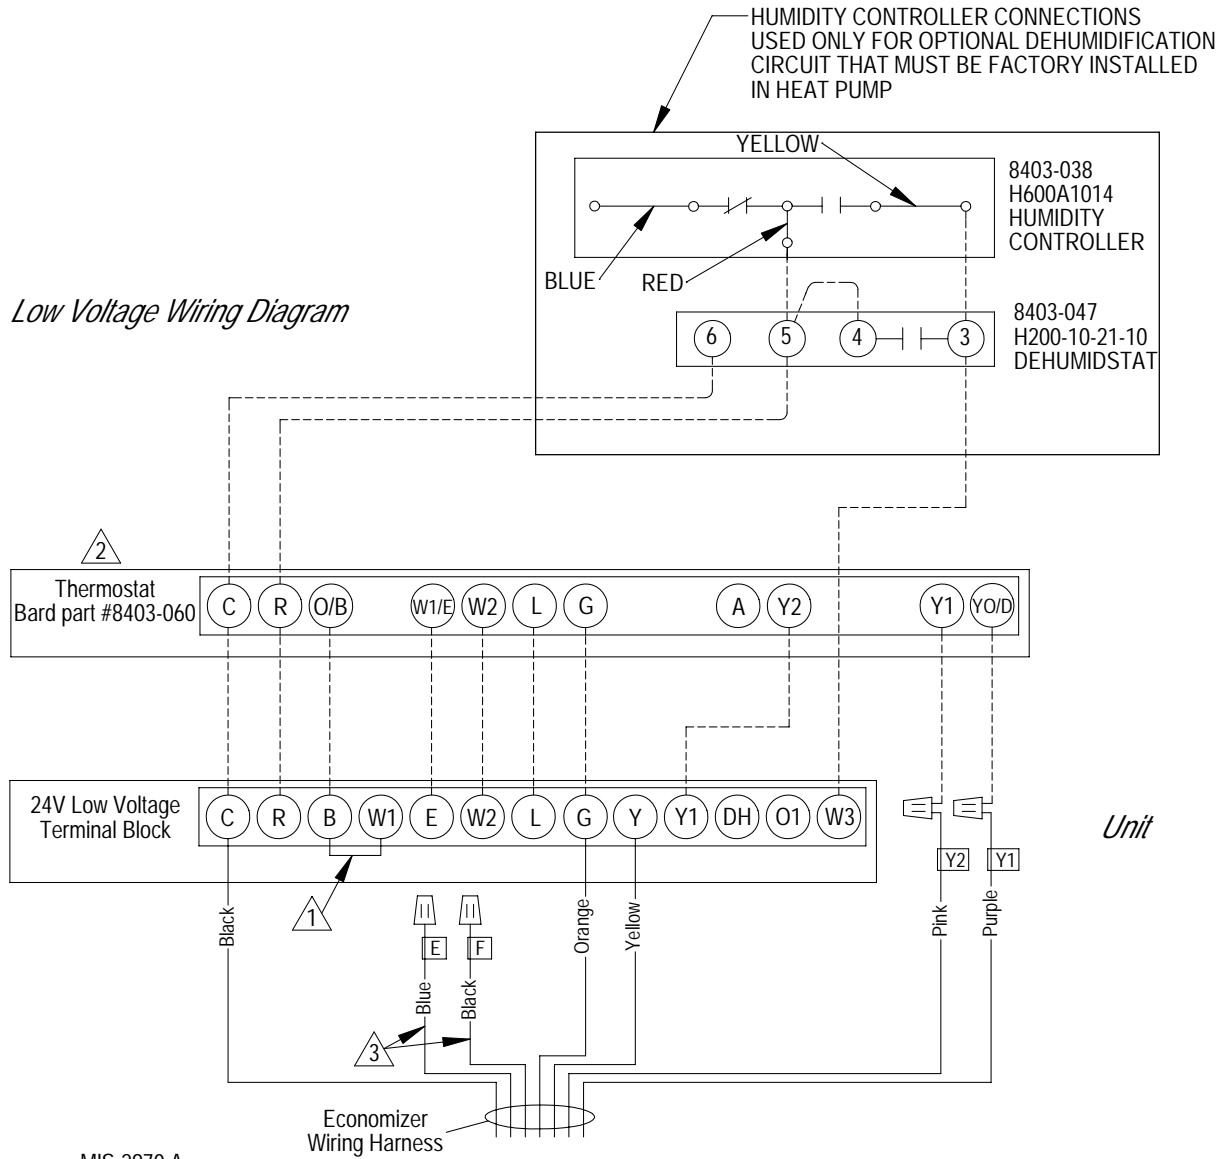 HUMIDITY CONTROLLER CONNECTIONS
USED ONLY FOR OPTIONAL DEHUMIDIFICATION
CIRCUIT THAT MUST BE FACTORY INSTALLED
IN HEAT PUMP
YELLOW
8403-038
H600A1014
HUMIDITY
CONTROLLER
BLUE
RED
Low Voltage Wiring Diagram
8403-047
H200-10-21-10
DEHUMIDSTAT
6 5 4 3
2
Thermostat
Bard part #8403-060
C R O/B W1/E W2 L G A Y2 Y1 YO/D
24V Low Voltage
Terminal Block
C R B W1 E W2 L G Y Y1 DH O1 W3
Unit
Y2 Y1
1
Black
E F
Orange
Yellow
Pink
Purple
Blue
Black
3
Economizer
Wiring Harness